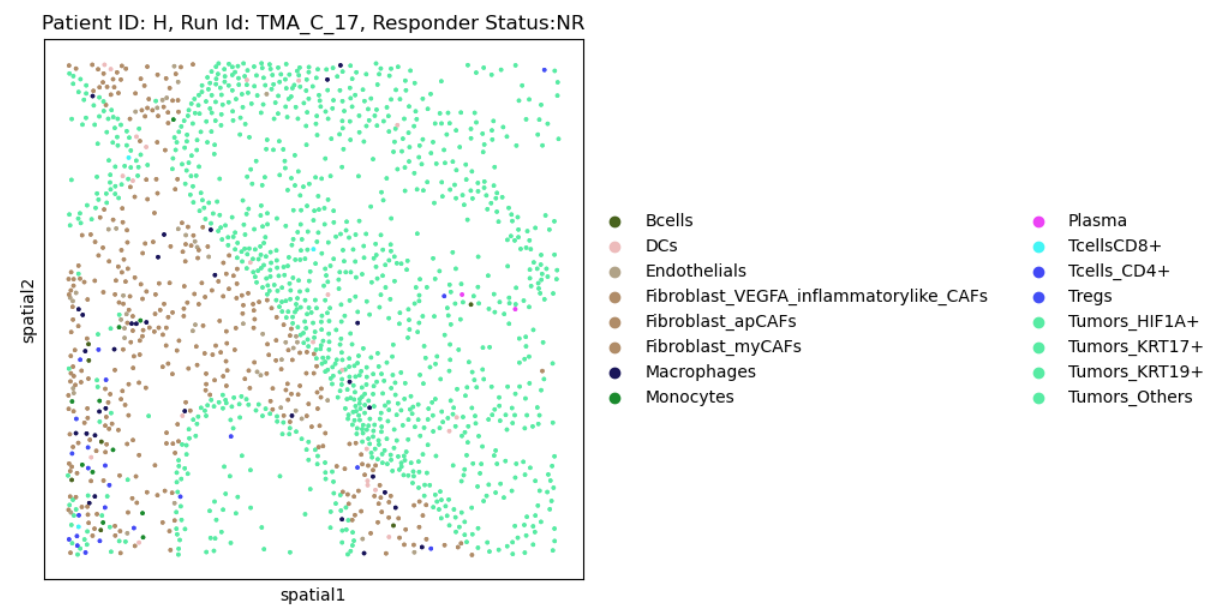 Patient ID: H, Run Id: TMA_C_17, Responder Status:NR
spatial2
spatial1
Bcells
DCs
Endothelials
Fibroblast_VEGFA_inflammatorylike_CAFs
Fibroblast_apCAFs
Fibroblast_myCAFs
Macrophages
Monocytes
Plasma
TcellsCD8+
Tcells_CD4+
Tregs
Tumors_HIF1A+
Tumors_KRT17+
Tumors_KRT19+
Tumors_Others